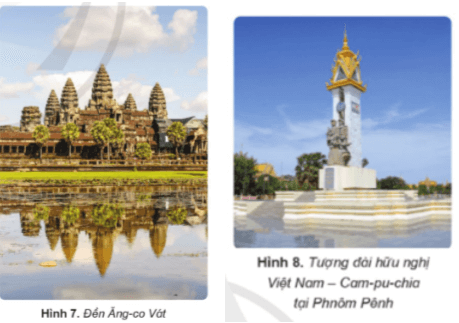 Hình 7. Đền Ăng-co Vát
Hình 8. Tượng đài hữu nghị
Việt Nam – Cam-pu-chia
tại Phnôm Pênh